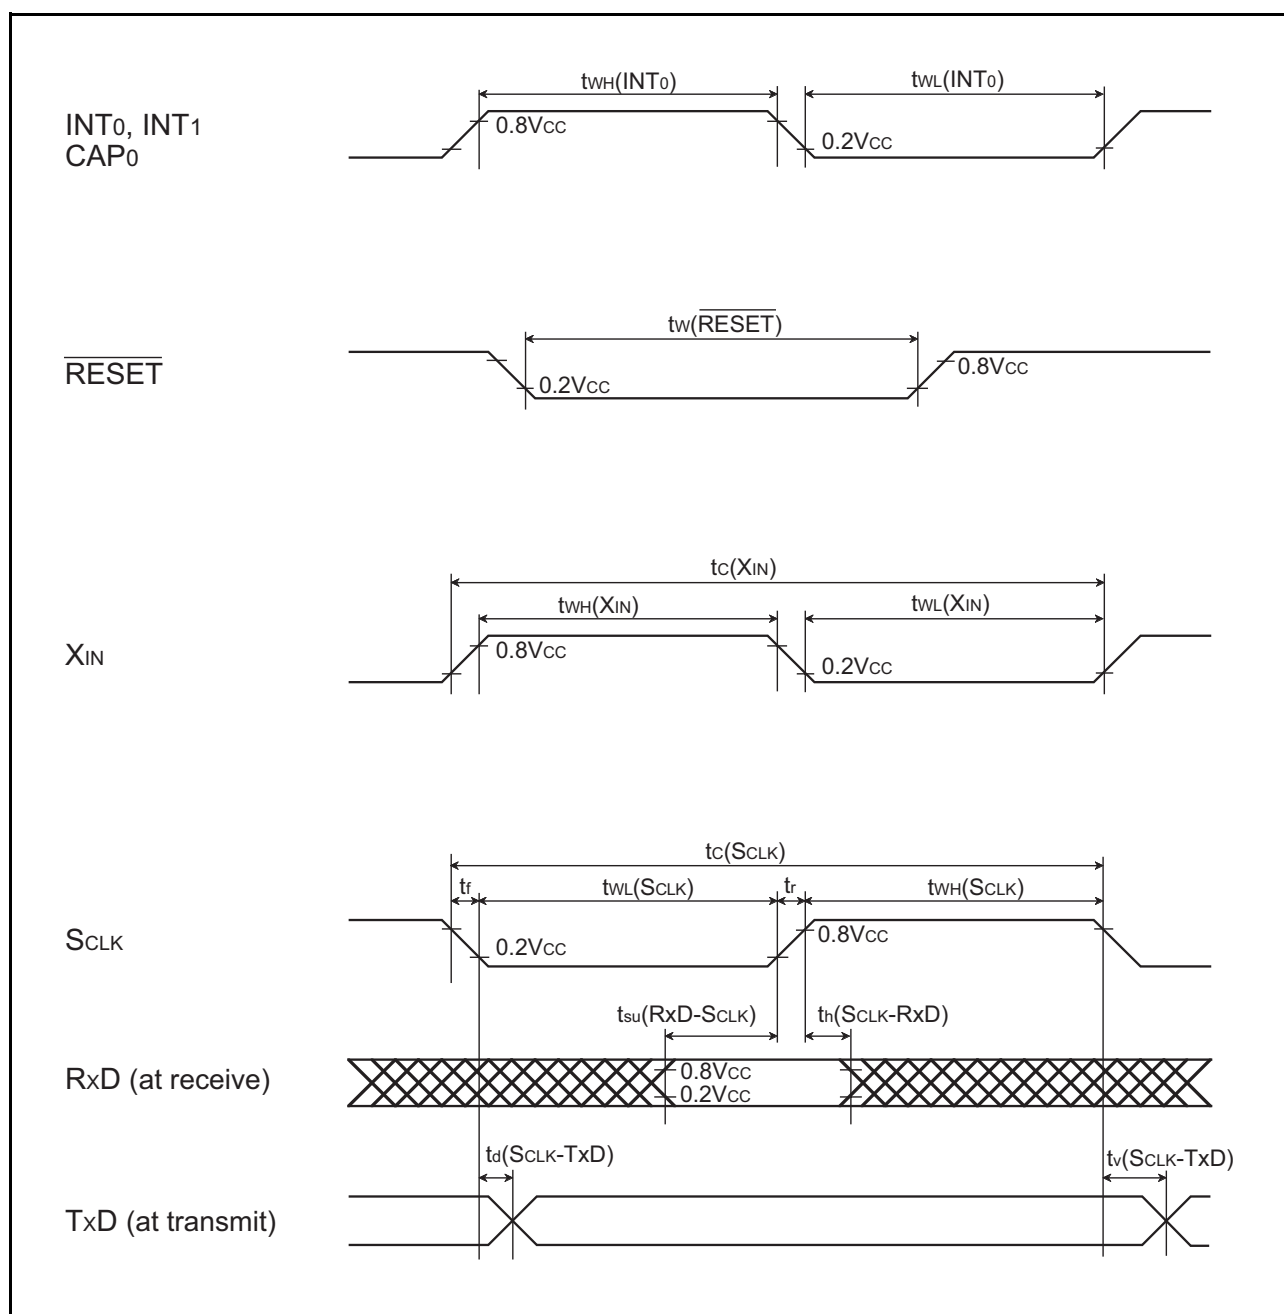 tWH(INT0)
tWL(INT0)
INT0, INT1
CAP0
0.8VCC
0.2VCC
tW(RESET)
RESET
0.2VCC
0.8VCC
tC(XIN)
tWH(XIN)
tWL(XIN)
XIN
0.8VCC
0.2VCC
tC(SCLK)
tf
tWL(SCLK)
tr
tWH(SCLK)
SCLK
0.2VCC
0.8VCC
tsu(RxD-SCLK)
th(SCLK-RxD)
RXD (at receive)
0.8VCC
0.2VCC
td(SCLK-TxD)
tv(SCLK-TxD)
TXD (at transmit)